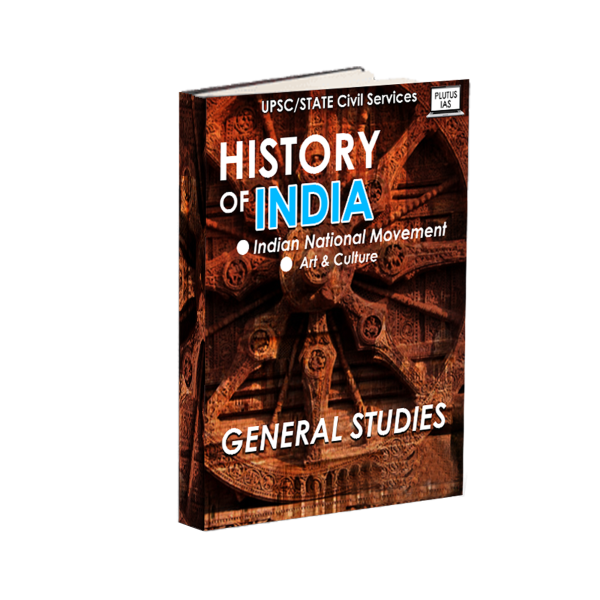 UPSC/STATE Civil Services
PLUTUS
IAS
HISTORY
OF INDIA
Indian National Movement
Art & Culture
GENERAL STUDIES